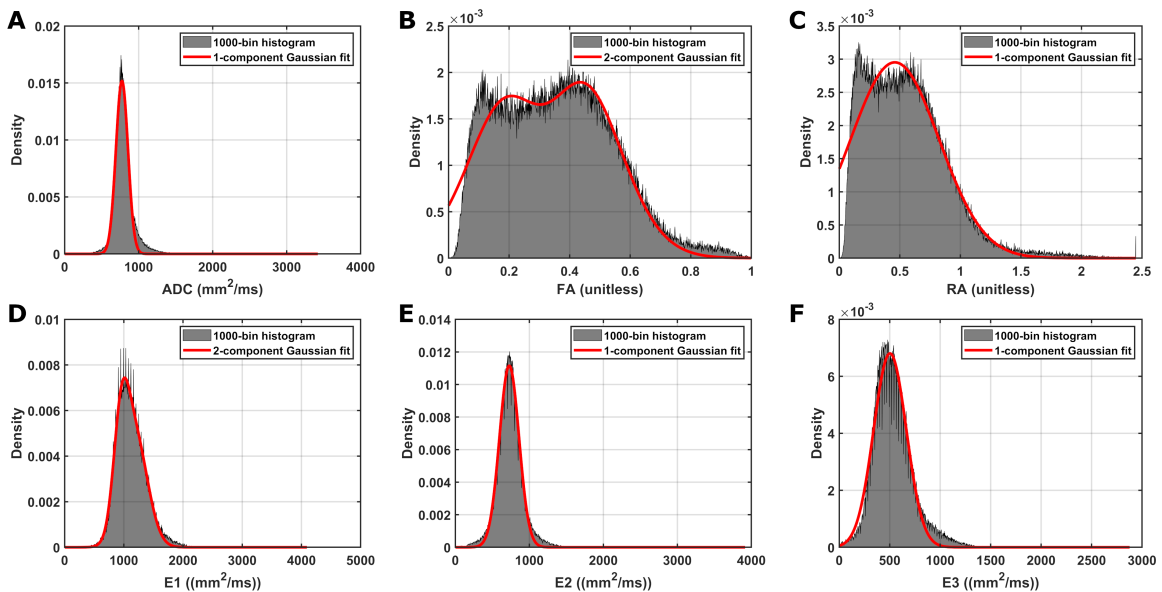 A
0.02
0.015
0.01
0.005
0
Density
1000-bin histogram
1-component Gaussian fit
0 1000 2000 3000 4000
ADC (mm²/ms)
B
×10⁻³
2.5
2
1.5
1
0.5
0
Density
1000-bin histogram
2-component Gaussian fit
0 0.2 0.4 0.6 0.8 1
FA (unitless)
C
×10⁻³
3.5
3
2.5
2
1.5
1
0.5
0
Density
1000-bin histogram
1-component Gaussian fit
0 0.5 1 1.5 2 2.5
RA (unitless)
D
0.01
0.008
0.006
0.004
0.002
0
Density
1000-bin histogram
2-component Gaussian fit
0 1000 2000 3000 4000 5000
E1 ((mm²/ms))
E
0.014
0.012
0.01
0.008
0.006
0.004
0.002
0
Density
1000-bin histogram
1-component Gaussian fit
0 1000 2000 3000 4000
E2 ((mm²/ms))
F
×10⁻³
8
6
4
2
0
Density
1000-bin histogram
1-component Gaussian fit
0 500 1000 1500 2000 2500 3000
E3 ((mm²/ms))